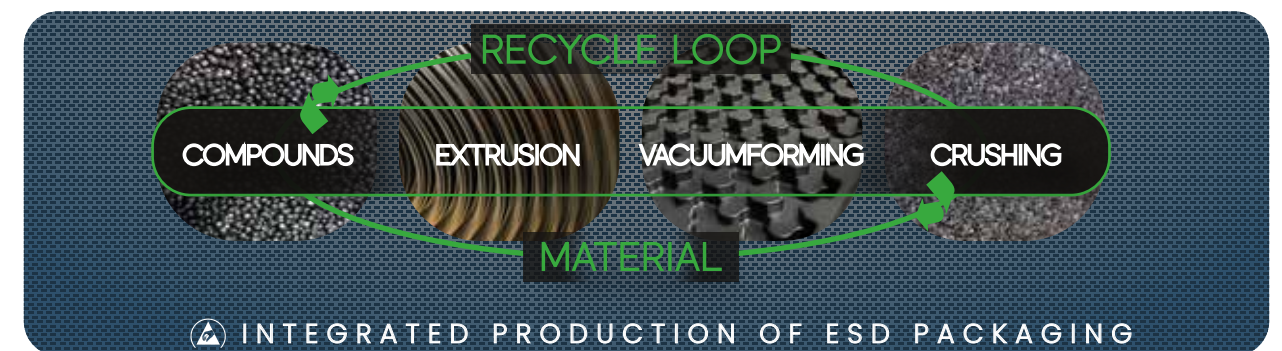 RECYCLE LOOP
COMPOUNDS EXTRUSION VACUUMFORMING CRUSHING
MATERIAL
INTEGRATED PRODUCTION OF ESD PACKAGING